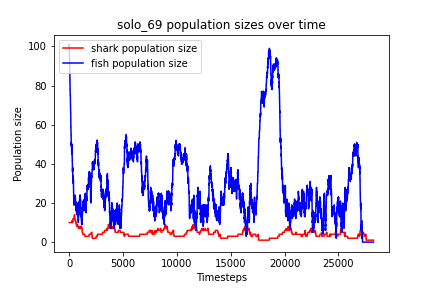 solo_69 population sizes over time
shark population size
fish population size
Population size
100
80
60
40
20
0
0
5000
10000
15000
20000
25000
Timesteps